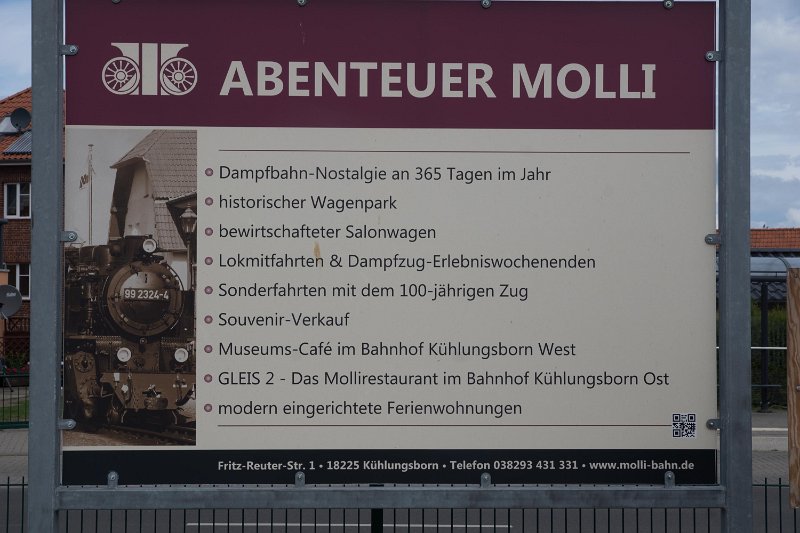 ABENTEUER MOLLI
Dampfbahn-Nostalgie an 365 Tagen im Jahr
historischer Wagenpark
bewirtschafteter Salonwagen
Lokmitfahrten & Dampfzug-Erlebniswochenenden
Sonderfahrten mit dem 100-jährigen Zug
Souvenir-Verkauf
Museums-Café im Bahnhof Kühlungsborn West
GLEIS 2 - Das Mollirestaurant im Bahnhof Kühlungsborn Ost
modern eingerichtete Ferienwohnungen
99 2324-4
Fritz-Reuter-Str. 1 • 18225 Kühlungsborn • Telefon 038293 431 331 • www.molli-bahn.de